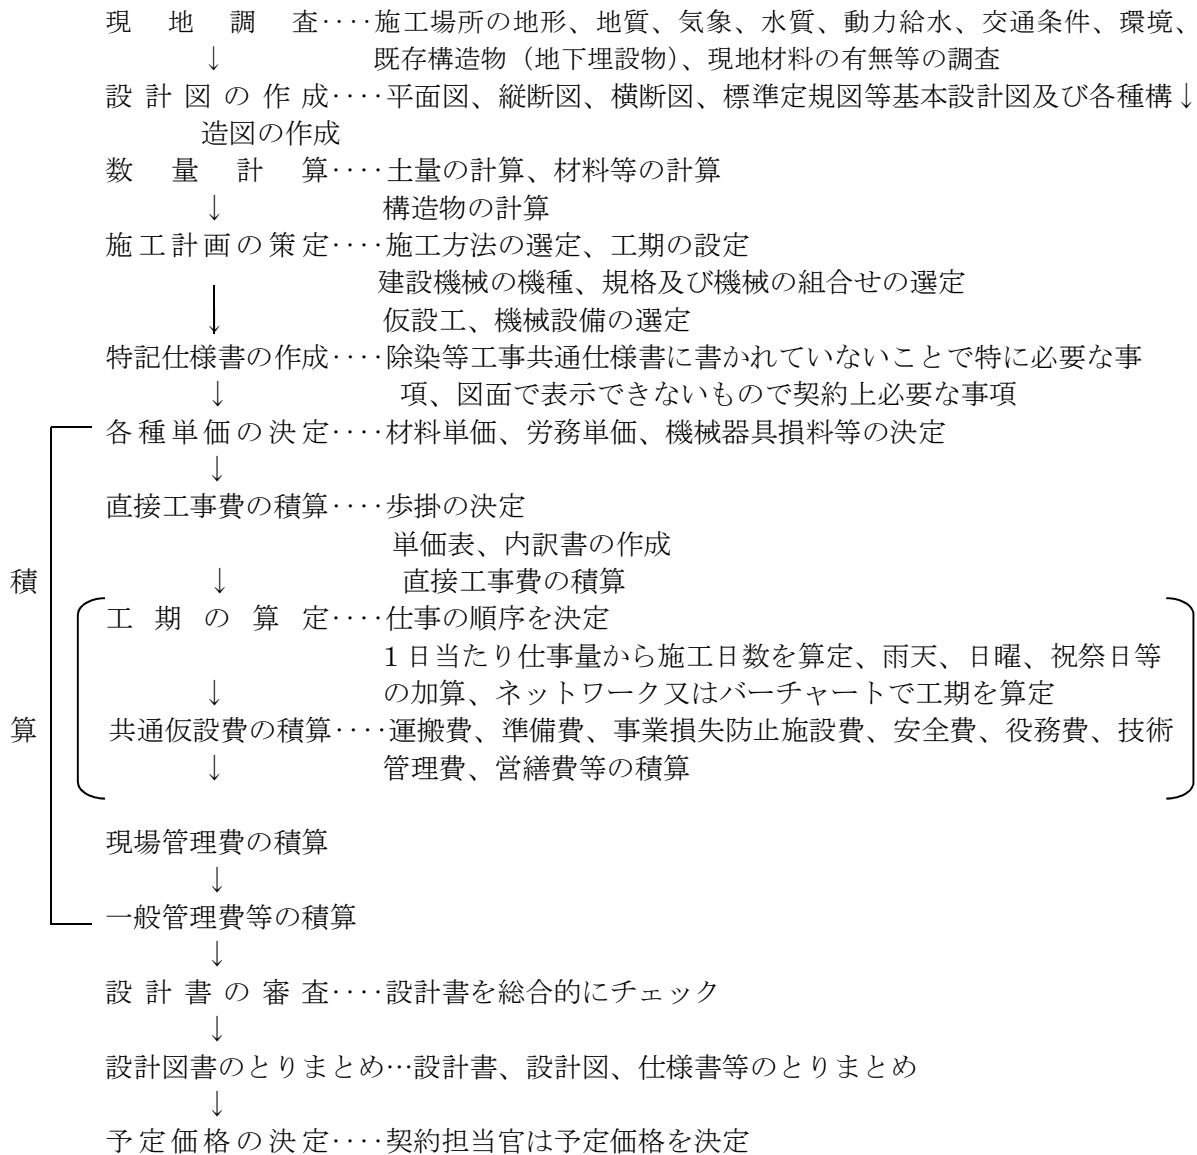 現　地　調　査････施工場所の地形、地質、気象、水質、動力給水、交通条件、環境、
↓　既存構造物（地下埋設物）、現地材料の有無等の調査
設 計 図 の 作 成････平面図、縦断図、横断図、標準定規図等基本設計図及び各種構↓
造図の作成
数　量　計　算････土量の計算、材料等の計算
↓　構造物の計算
施工計画の策定････施工方法の選定、工期の設定
建設機械の機種、規格及び機械の組合せの選定
↓　仮設工、機械設備の選定
特記仕様書の作成････除染等工事共通仕様書に書かれていないことで特に必要な事
↓　項、図面で表示できないもので契約上必要な事項
各種単価の決定････材料単価、労務単価、機械器具損料等の決定
↓
直接工事費の積算････歩掛の決定
単価表、内訳書の作成
積　↓　直接工事費の積算
工 期 の 算 定････仕事の順序を決定
1 日当たり仕事量から施工日数を算定、雨天、日曜、祝祭日等
↓　の加算、ネットワーク又はバーチャートで工期を算定
算　共通仮設費の積算････運搬費、準備費、事業損失防止施設費、安全費、役務費、技術
↓　管理費、営繕費等の積算
現場管理費の積算
↓
一般管理費等の積算
↓
設 計 書 の 審 査････設計書を総合的にチェック
↓
設計図書のとりまとめ…設計書、設計図、仕様書等のとりまとめ
↓
予定価格の決定････契約担当官は予定価格を決定